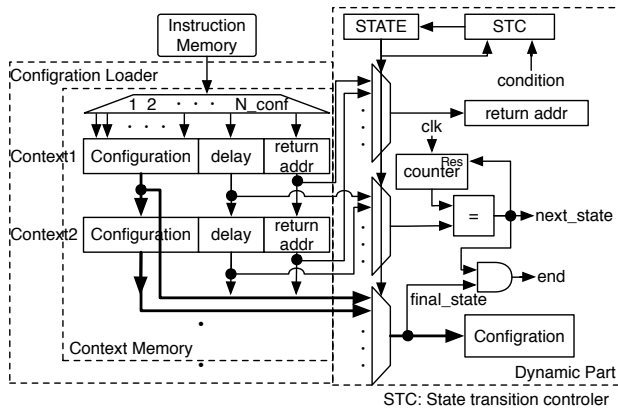 Instruction
Memory
STATE
STC
Configration Loader
condition
1 2 · · · N_conf
· · ·
clk
return addr
Context1
Configuration
delay
return
addr
Res
counter
=
next_state
Context2
Configuration
delay
return
addr
end
final_state
Configration
Context Memory
Dynamic Part
STC: State transition controler